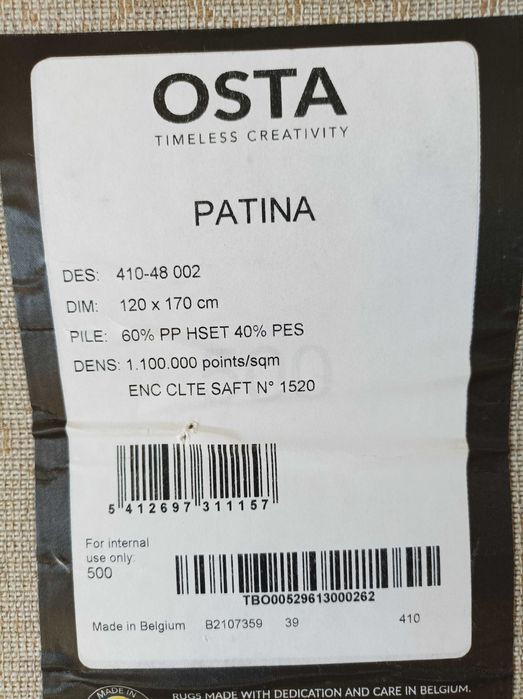 OSTA
TIMELESS CREATIVITY
PATINA
DES: 410-48 002
DIM: 120 x 170 cm
PILE: 60% PP HSET 40% PES
DENS: 1.100.000 points/sqm
ENC CLTE SAFT N° 1520
5 412697 311157
For internal
use only:
500
TBO00529613000262
Made in Belgium B2107359 39 410
MADE IN
RUGS MADE WITH DEDICATION AND CARE IN BELGIUM.